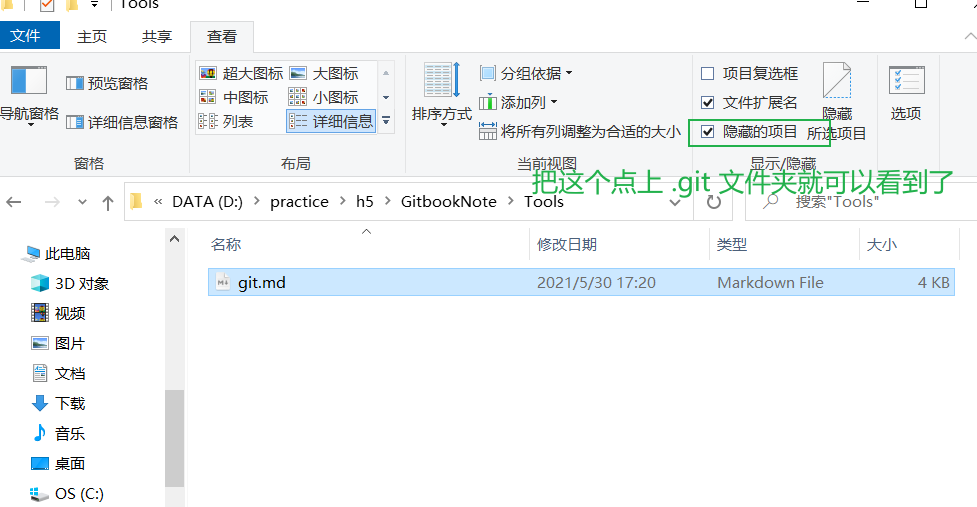 Tools
文件 主页 共享 查看
预览窗格 超大图标 大图标 分组依据 项目复选框
中图标 小图标 添加列 文件扩展名
导航窗格 详细信息窗格 列表 详细信息 排序方式 将所有列调整为合适的大小 隐藏的项目 隐藏 所选项目 选项
窗格 布局 当前视图 显示/隐藏
把这个点上 .git 文件夹就可以看到了
« DATA (D:) practice h5 GitbookNote Tools 搜索"Tools"
名称 修改日期 类型 大小
git.md 2021/5/30 17:20 Markdown File 4 KB
此电脑
3D 对象
视频
图片
文档
下载
音乐
桌面
OS (C:)